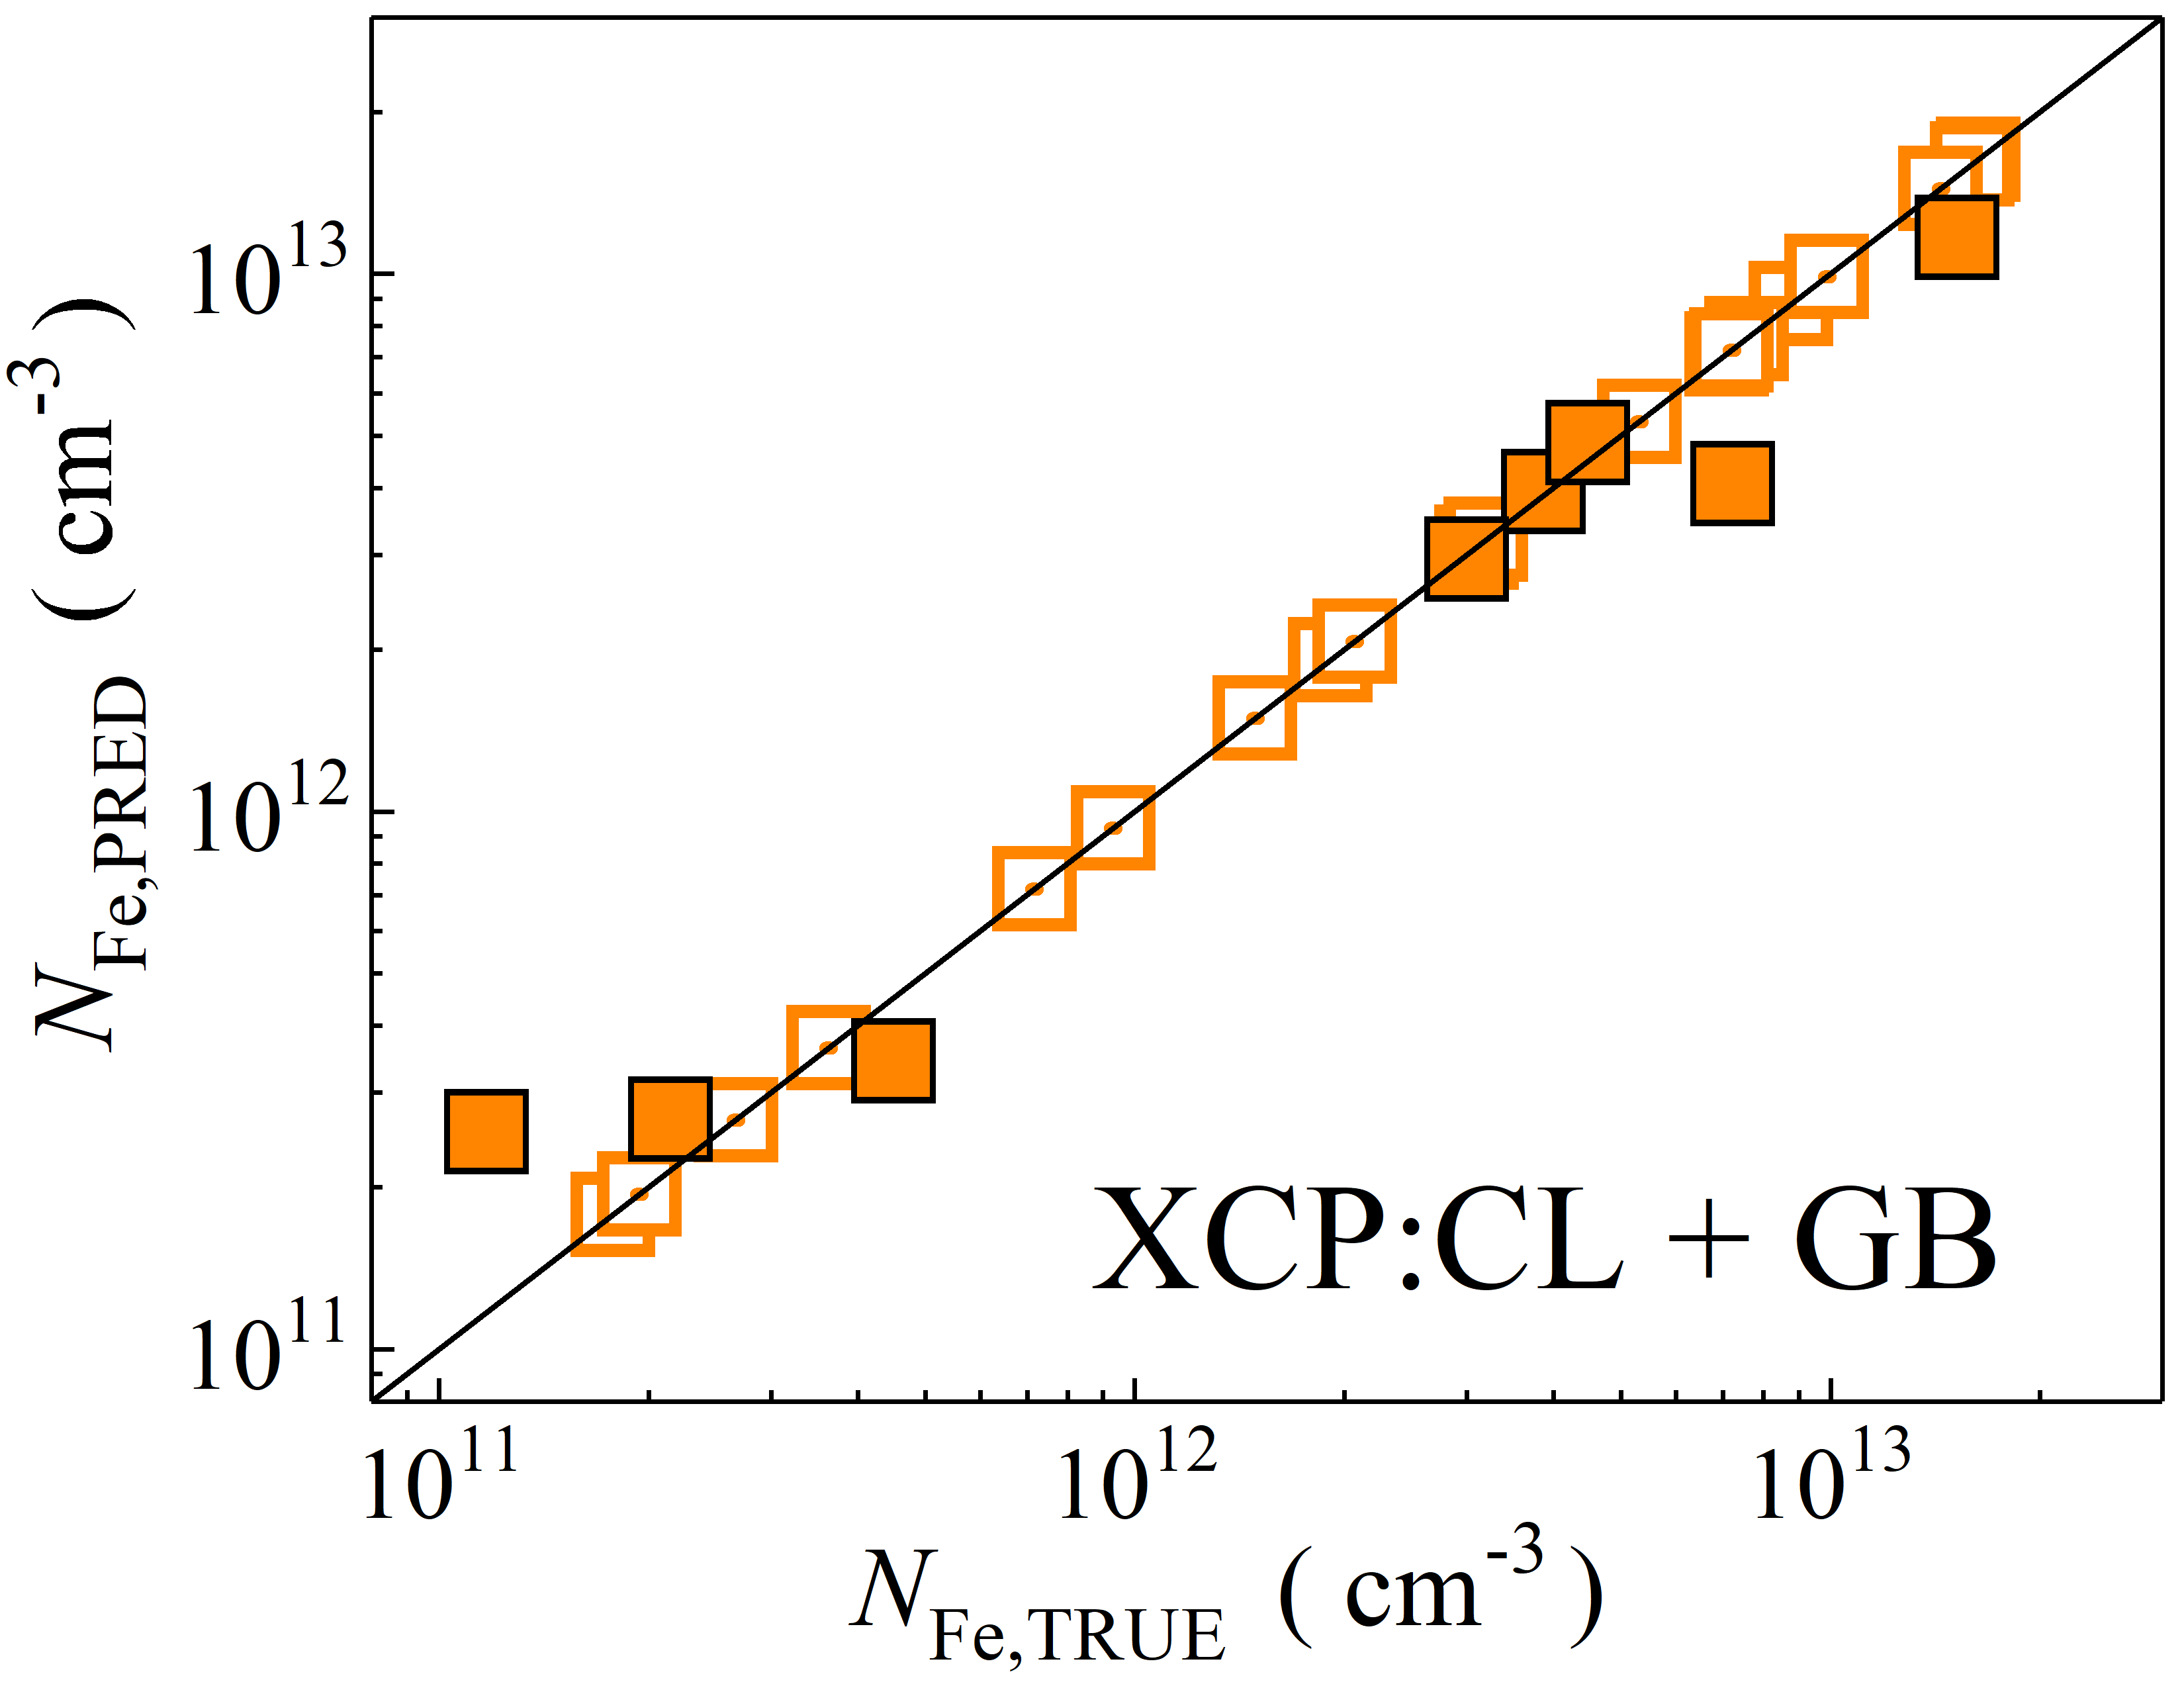 N_Fe,PRED ( cm^-3 )
10^13
10^12
10^11
XCP:CL + GB
10^11 10^12 10^13
N_Fe,TRUE ( cm^-3 )